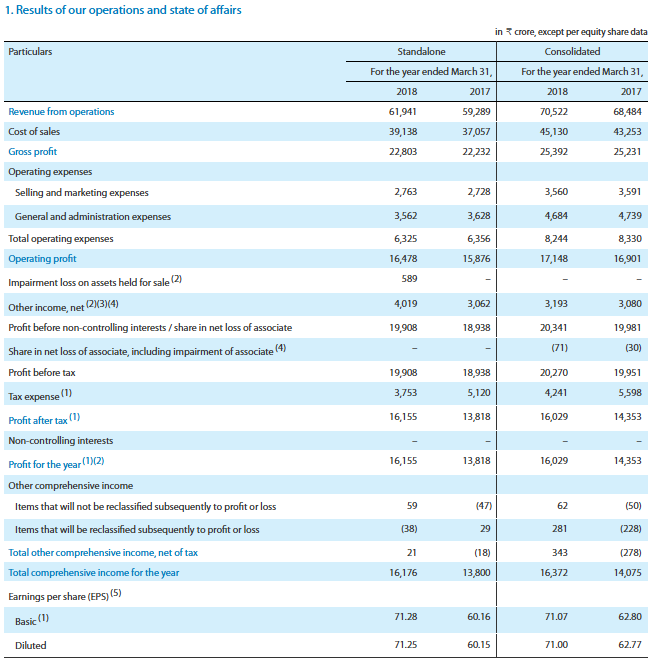 1. Results of our operations and state of affairs
in ₹ crore, except per equity share data
Particulars Standalone Consolidated
For the year ended March 31, For the year ended March 31,
2018 2017 2018 2017
Revenue from operations 61,941 59,289 70,522 68,484
Cost of sales 39,138 37,057 45,130 43,253
Gross profit 22,803 22,232 25,392 25,231
Operating expenses
Selling and marketing expenses 2,763 2,728 3,560 3,591
General and administration expenses 3,562 3,628 4,684 4,739
Total operating expenses 6,325 6,356 8,244 8,330
Operating profit 16,478 15,876 17,148 16,901
Impairment loss on assets held for sale (2) 589 – – –
Other income, net (2)(3)(4) 4,019 3,062 3,193 3,080
Profit before non-controlling interests / share in net loss of associate 19,908 18,938 20,341 19,981
Share in net loss of associate, including impairment of associate (4) – – (71) (30)
Profit before tax 19,908 18,938 20,270 19,951
Tax expense (1) 3,753 5,120 4,241 5,598
Profit after tax (1) 16,155 13,818 16,029 14,353
Non-controlling interests – – – –
Profit for the year (1)(2) 16,155 13,818 16,029 14,353
Other comprehensive income
Items that will not be reclassified subsequently to profit or loss 59 (47) 62 (50)
Items that will be reclassified subsequently to profit or loss (38) 29 281 (228)
Total other comprehensive income, net of tax 21 (18) 343 (278)
Total comprehensive income for the year 16,176 13,800 16,372 14,075
Earnings per share (EPS) (5)
Basic (1) 71.28 60.16 71.07 62.80
Diluted 71.25 60.15 71.00 62.77